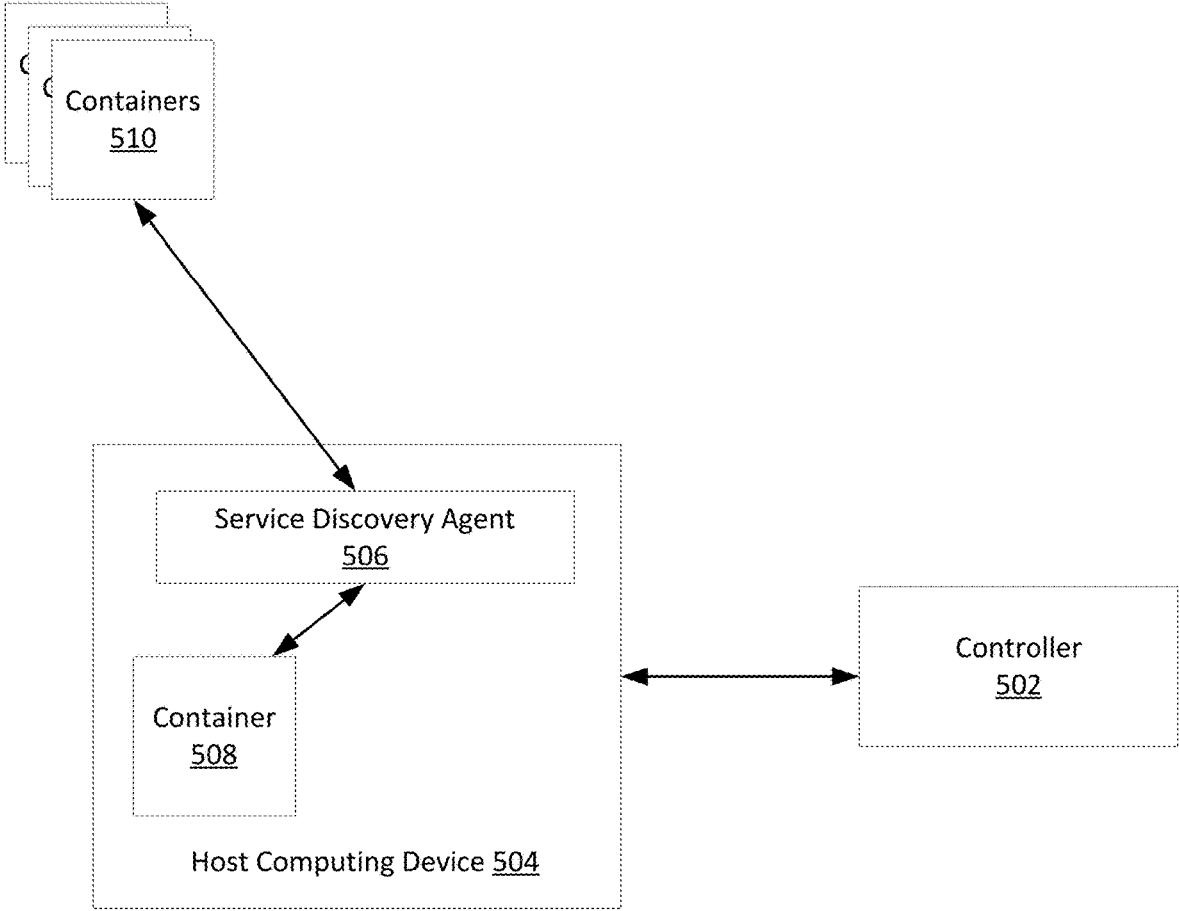 Containers
510
Service Discovery Agent
506
Controller
502
Container
508
Host Computing Device 504